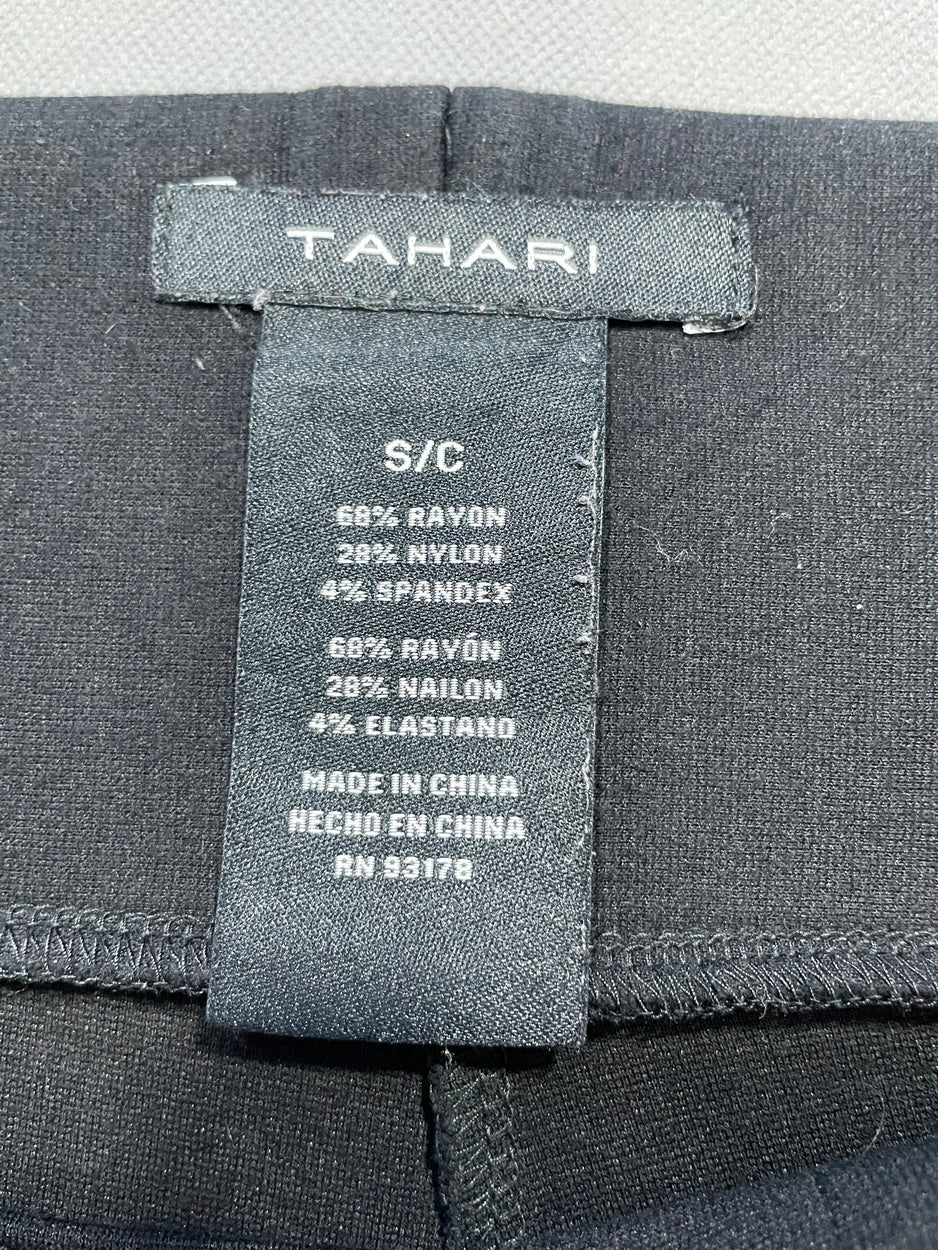 TAHARI
S/C
68% RAYON
28% NYLON
4% SPANDEX
68% RAYÓN
28% NAILON
4% ELASTANO
MADE IN CHINA
HECHO EN CHINA
RN 93178